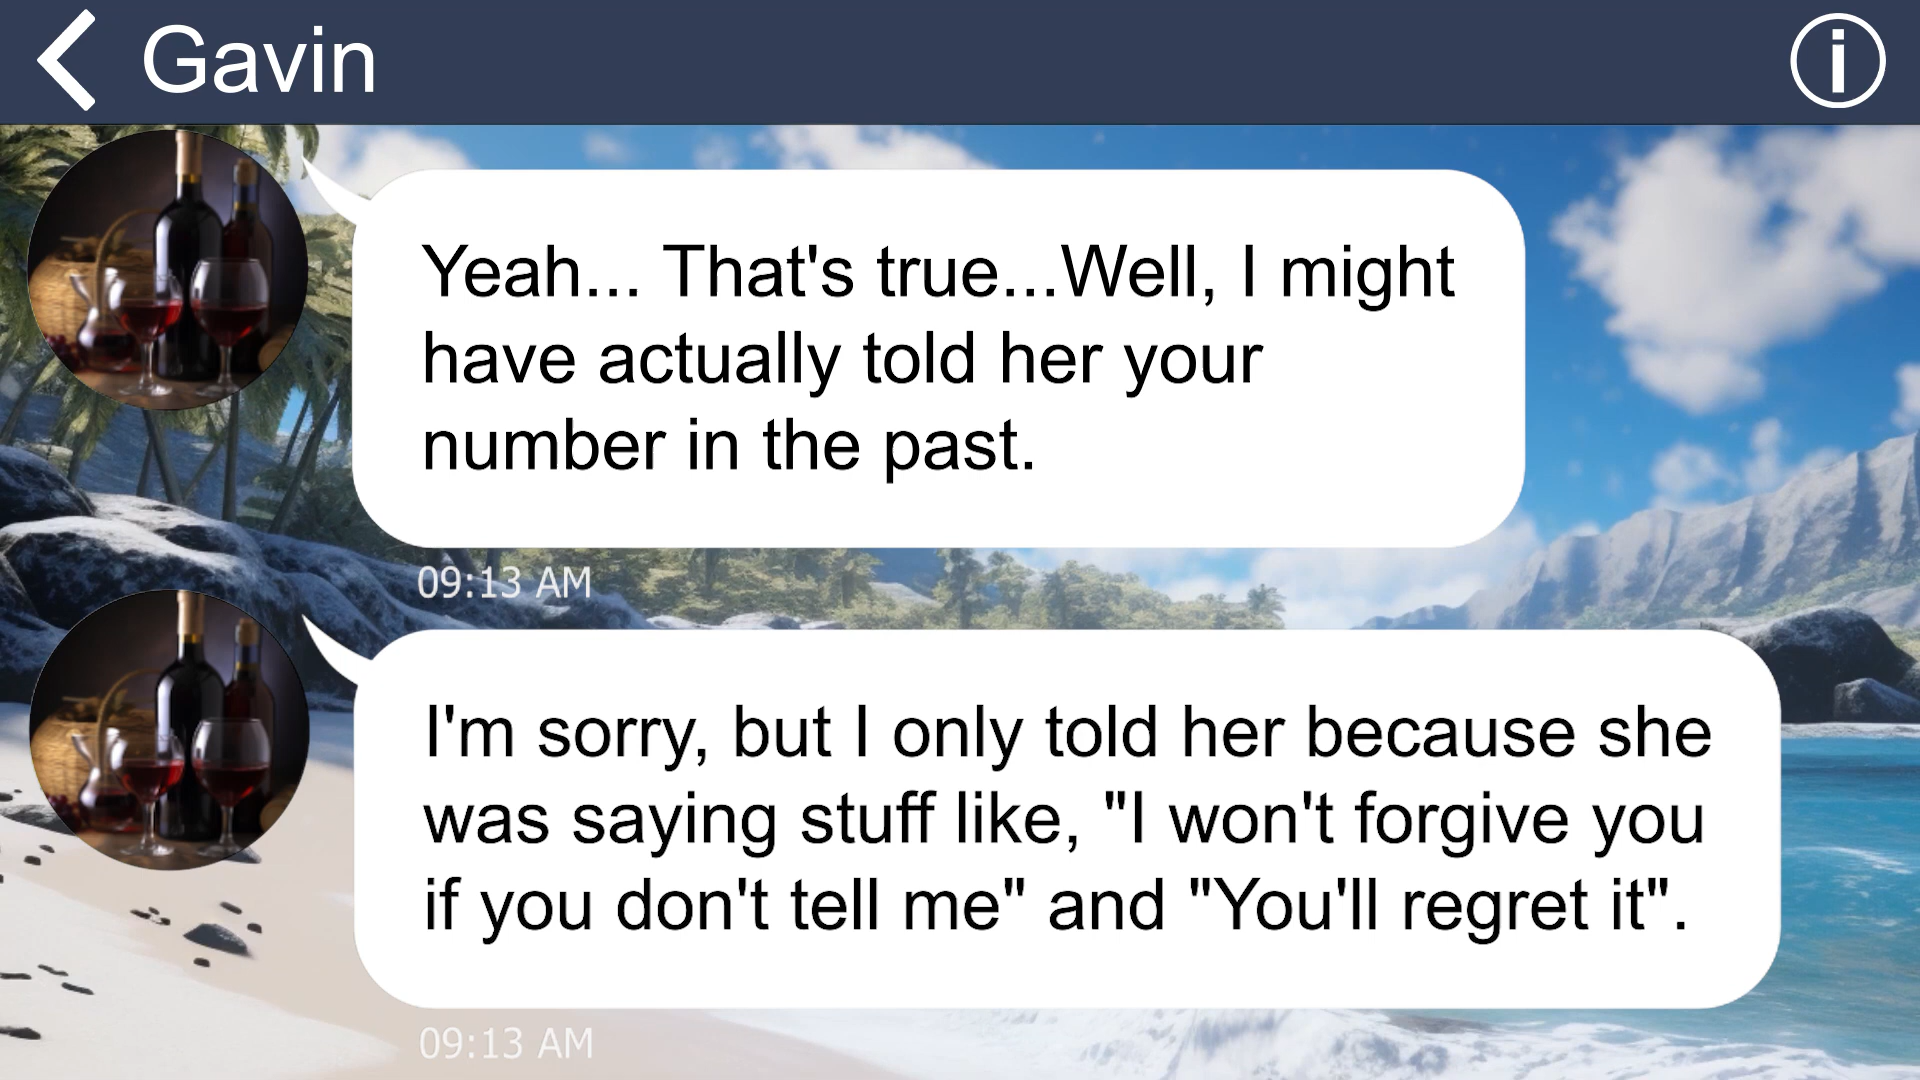 Gavin
Yeah... That's true...Well, I might
have actually told her your
number in the past.
09:13 AM
I'm sorry, but I only told her because she
was saying stuff like, "I won't forgive you
if you don't tell me" and "You'll regret it".
09:13 AM